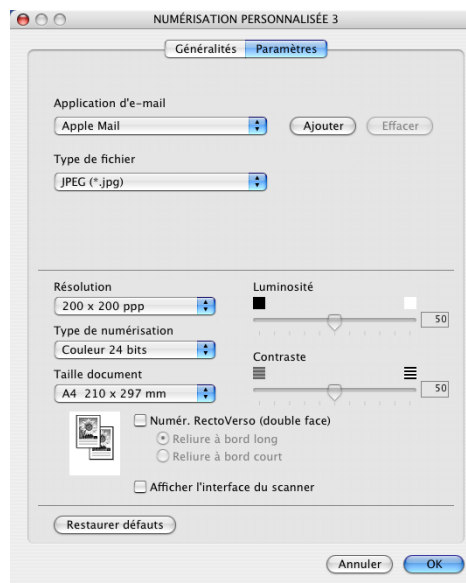 NUMÉRISATION PERSONNALISÉE 3
Généralités Paramètres
Application d'e-mail
Apple Mail Ajouter Effacer
Type de fichier
JPEG (*.jpg)
Résolution Luminosité
200 x 200 ppp 50
Type de numérisation
Couleur 24 bits
Contraste
Taille document
A4 210 x 297 mm 50
Numér. RectoVerso (double face)
Reliure à bord long
Reliure à bord court
Afficher l'interface du scanner
Restaurer défauts
Annuler OK